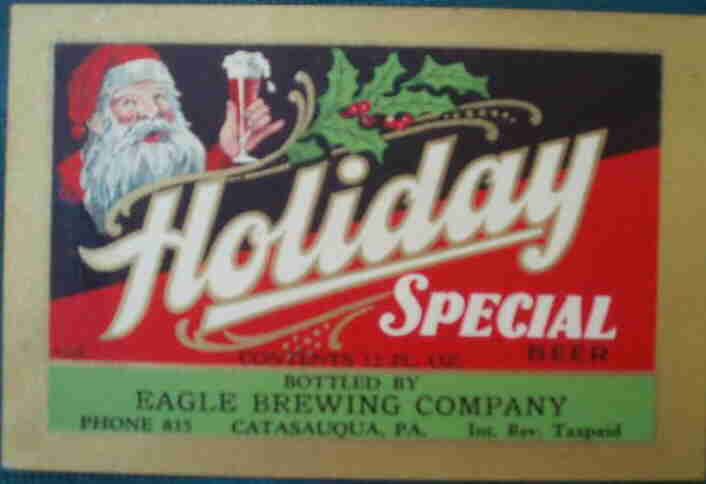 Holiday
SPECIAL
BEER
CONTENTS 12 FL. OZ.
BOTTLED BY
EAGLE BREWING COMPANY
PHONE 815 CATASAUQUA, PA. Int. Rev. Taxpaid